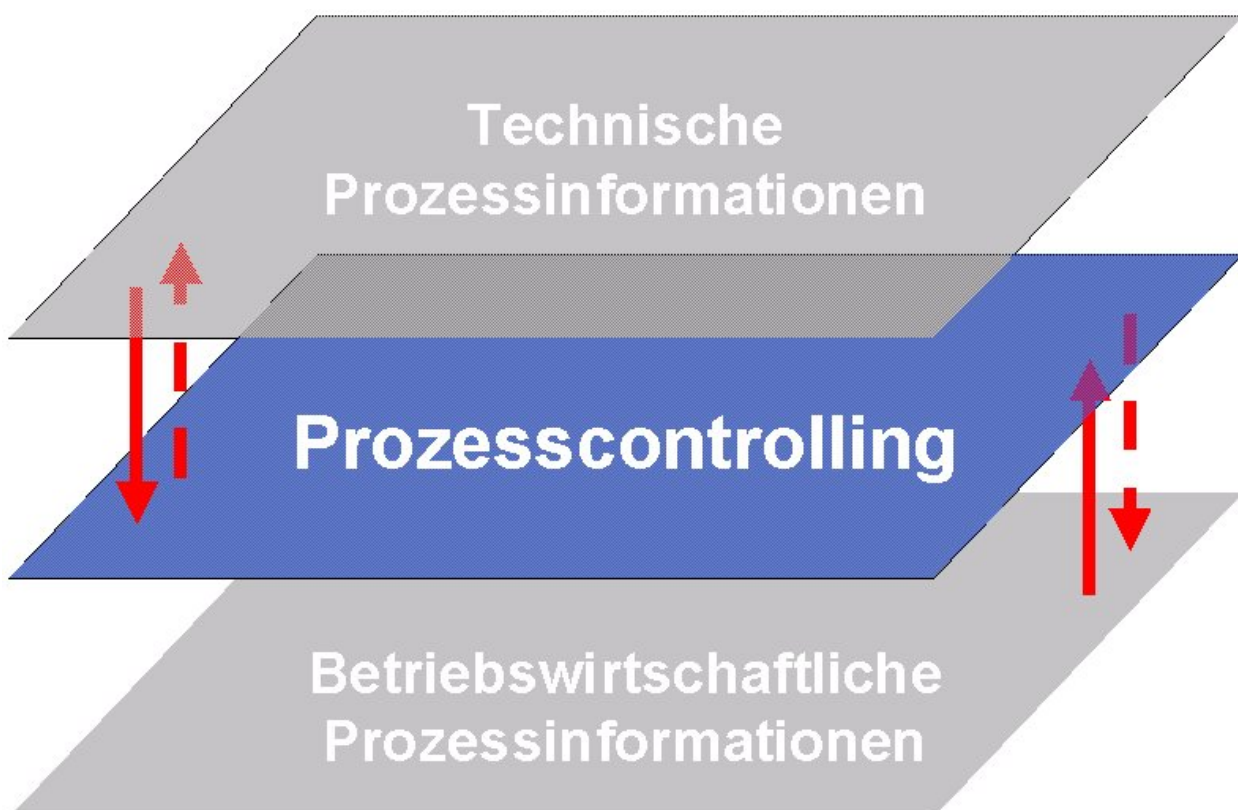 Technische
Prozessinformationen
Prozesscontrolling
Betriebswirtschaftliche
Prozessinformationen